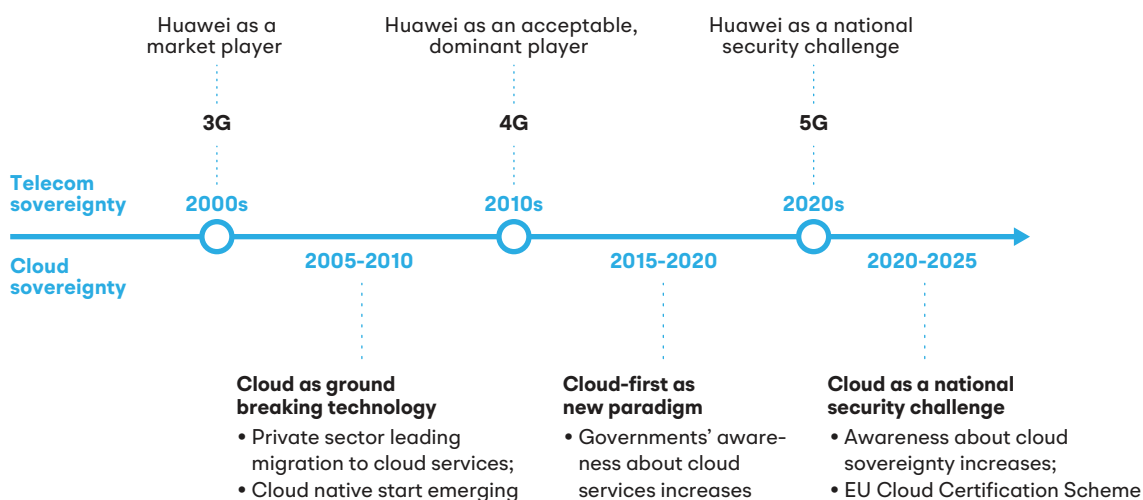 Huawei as a
market player
Huawei as an acceptable,
dominant player
Huawei as a national
security challenge
3G
4G
5G
Telecom
sovereignty
2000s
2010s
2020s
Cloud
sovereignty
2005-2010
2015-2020
2020-2025
Cloud as ground
breaking technology
• Private sector leading
migration to cloud services;
• Cloud native start emerging
Cloud-first as
new paradigm
• Governments’ aware-
ness about cloud
services increases
Cloud as a national
security challenge
• Awareness about cloud
sovereignty increases;
• EU Cloud Certification Scheme